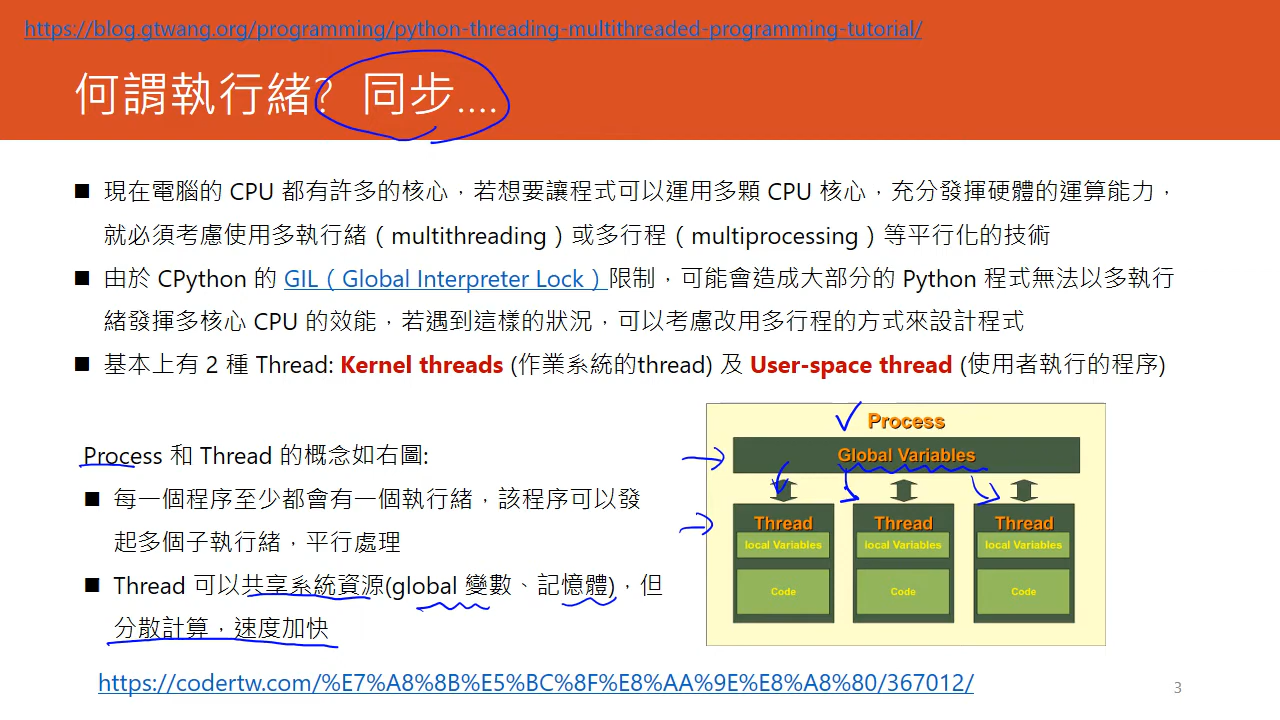 https://blog.gtwang.org/programming/python-threading-multithreaded-programming-tutorial/
何謂執行緒? 同步....
■ 現在電腦的 CPU 都有許多的核心，若想要讓程式可以運用多顆 CPU 核心，充分發揮硬體的運算能力，
就必須考慮使用多執行緒（multithreading）或多行程（multiprocessing）等平行化的技術
■ 由於 CPython 的 GIL（Global Interpreter Lock）限制，可能會造成大部分的 Python 程式無法以多執行
緒發揮多核心 CPU 的效能，若遇到這樣的狀況，可以考慮改用多行程的方式來設計程式
■ 基本上有 2 種 Thread: Kernel threads (作業系統的thread) 及 User-space thread (使用者執行的程序)
Process 和 Thread 的概念如右圖:
■ 每一個程序至少都會有一個執行緒，該程序可以發
起多個子執行緒，平行處理
■ Thread 可以共享系統資源(global 變數、記憶體)，但
分散計算，速度加快
Process
Global Variables
Thread Thread Thread
local Variables local Variables local Variables
Code Code Code
https://codertw.com/%E7%A8%8B%E5%BC%8F%E8%AA%9E%E8%A8%80/367012/
3